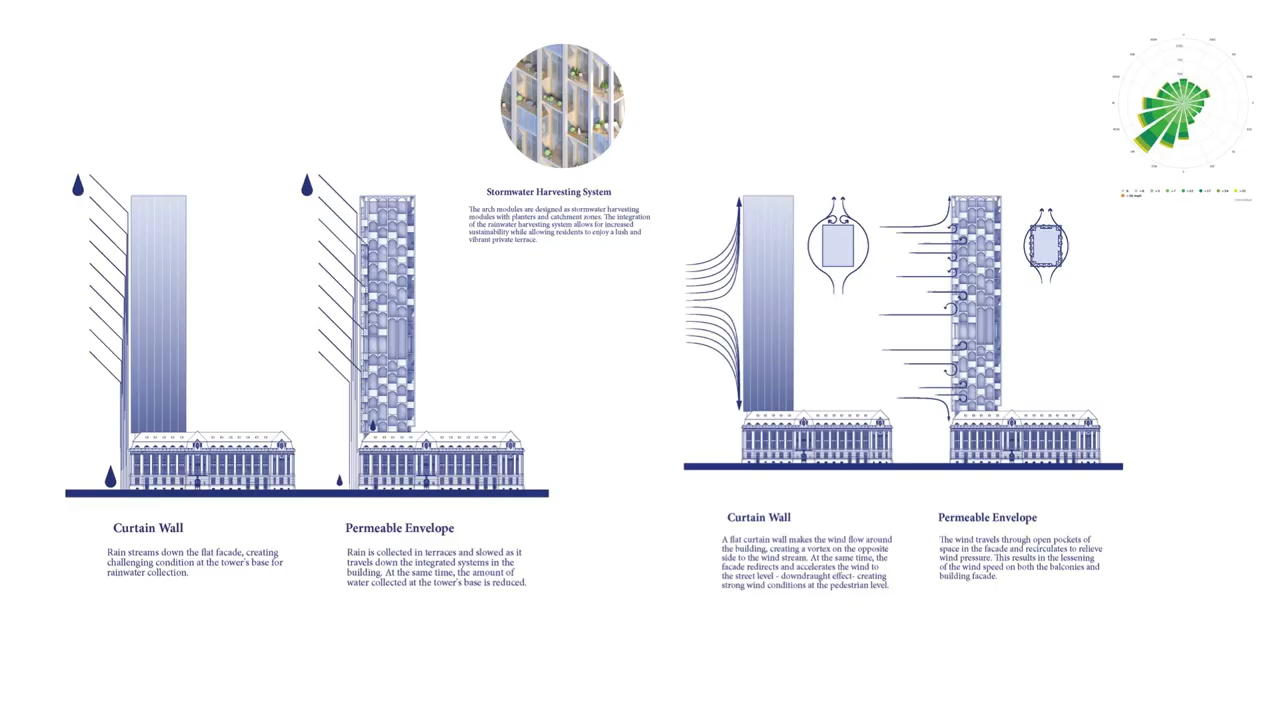 Stormwater Harvesting System
The arch modules are designed as stormwater harvesting
modules with planters and catchment zones. The integration
of the rainwater harvesting system allows for increased
sustainability while allowing residents to enjoy a lush and
vibrant private terrace.
Curtain Wall
Rain streams down the flat facade, creating
challenging condition at the tower's base for
rainwater collection.
Permeable Envelope
Rain is collected in terraces and slowed as it
travels down the integrated systems in the
building. At the same time, the amount of
water collected at the tower's base is reduced.
Curtain Wall
A flat curtain wall makes the wind flow around
the building, creating a vortex on the opposite
side to the wind stream. At the same time, the
facade redirects and accelerates the wind to
the street level - downdraught effect- creating
strong wind conditions at the pedestrian level.
Permeable Envelope
The wind travels through open pockets of
space in the facade and recirculates to relieve
wind pressure. This results in the lessening
of the wind speed on both the balconies and
building facade.